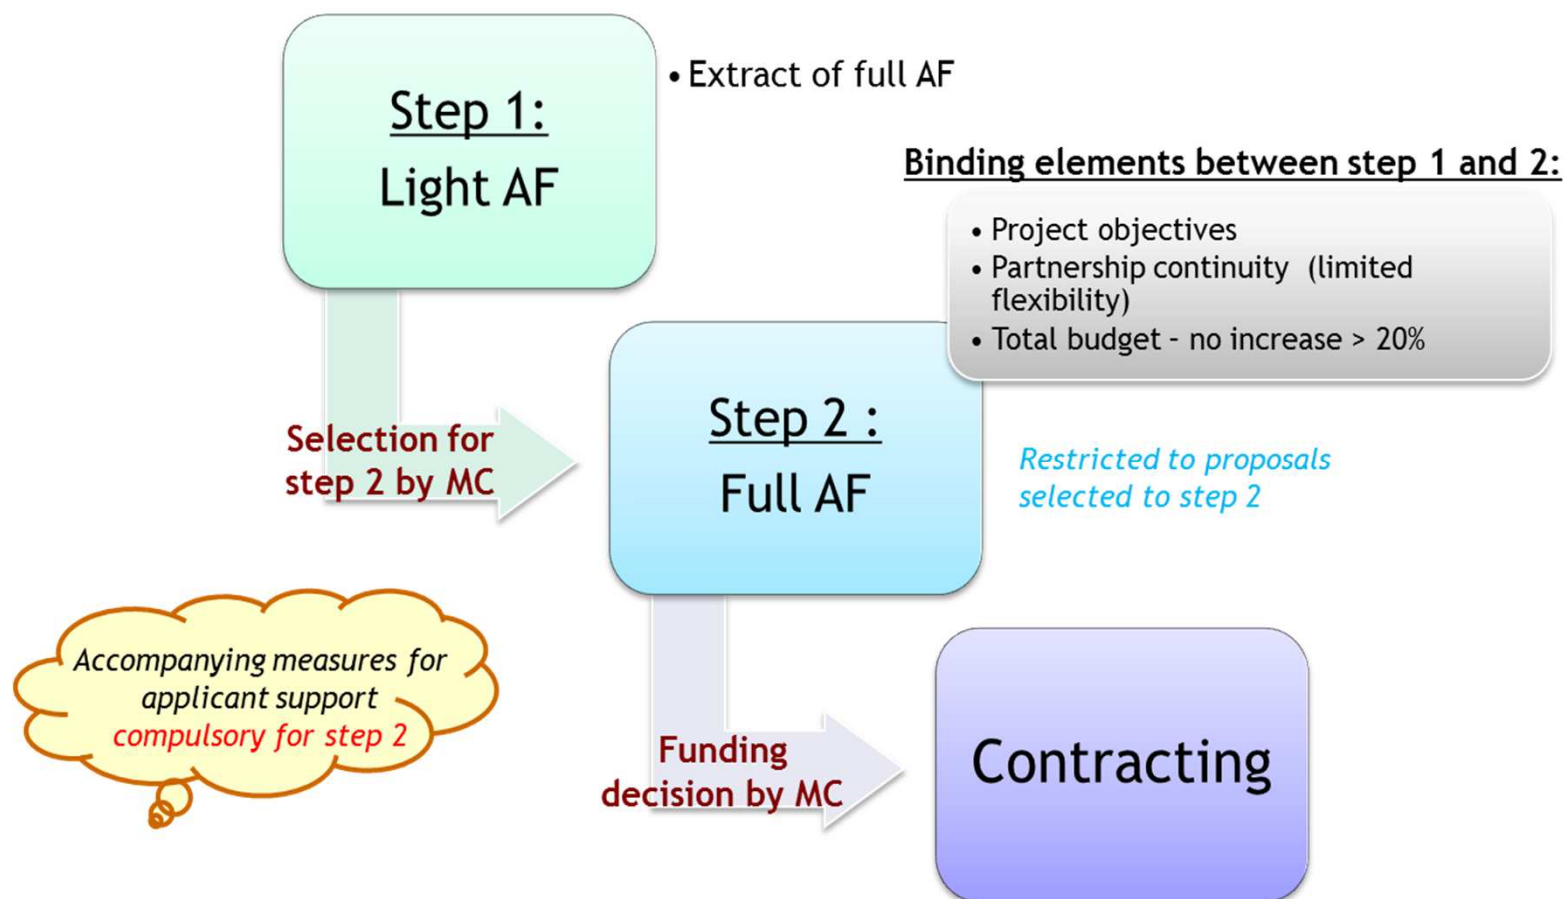 Step 1:
Light AF
• Extract of full AF
Binding elements between step 1 and 2:
• Project objectives
• Partnership continuity (limited
flexibility)
• Total budget – no increase > 20%
Selection for
step 2 by MC
Step 2 :
Full AF
Restricted to proposals
selected to step 2
Accompanying measures for
applicant support
compulsory for step 2
Funding
decision by MC
Contracting